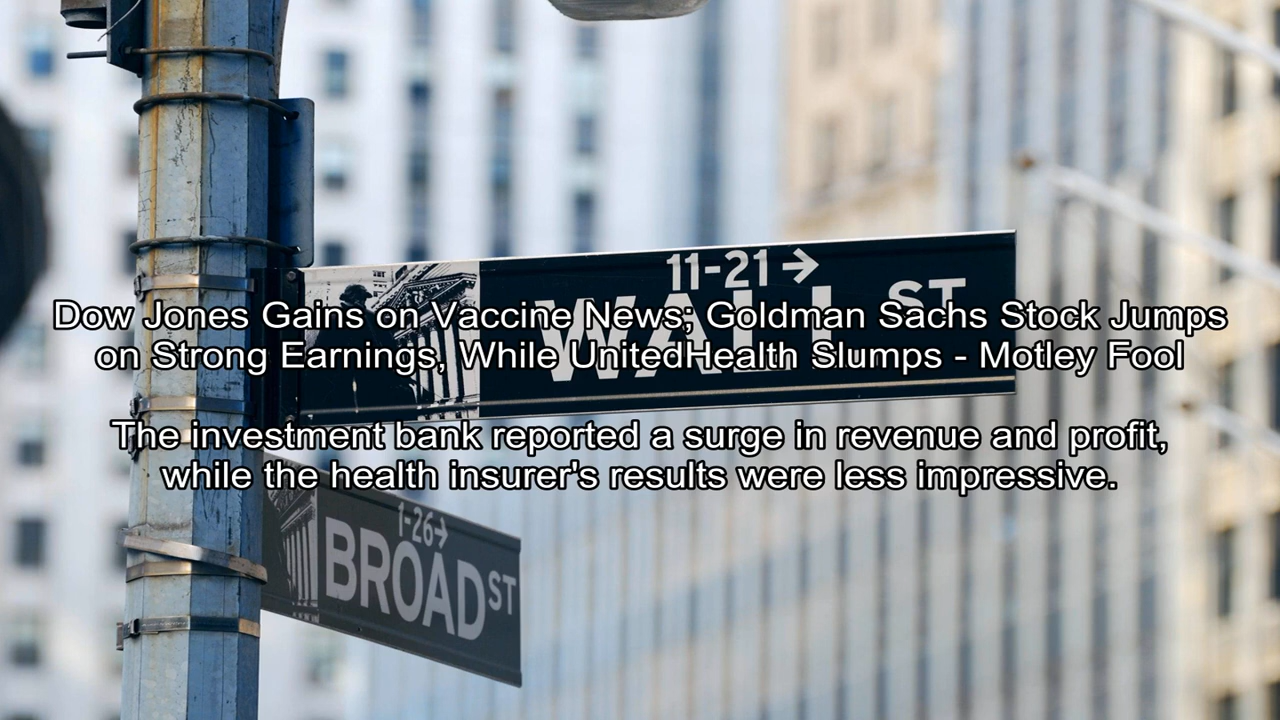 11-21→
WALL ST
Dow Jones Gains on Vaccine News; Goldman Sachs Stock Jumps
on Strong Earnings, While UnitedHealth Slumps - Motley Fool
The investment bank reported a surge in revenue and profit,
while the health insurer's results were less impressive.
1-26→
BROAD ST